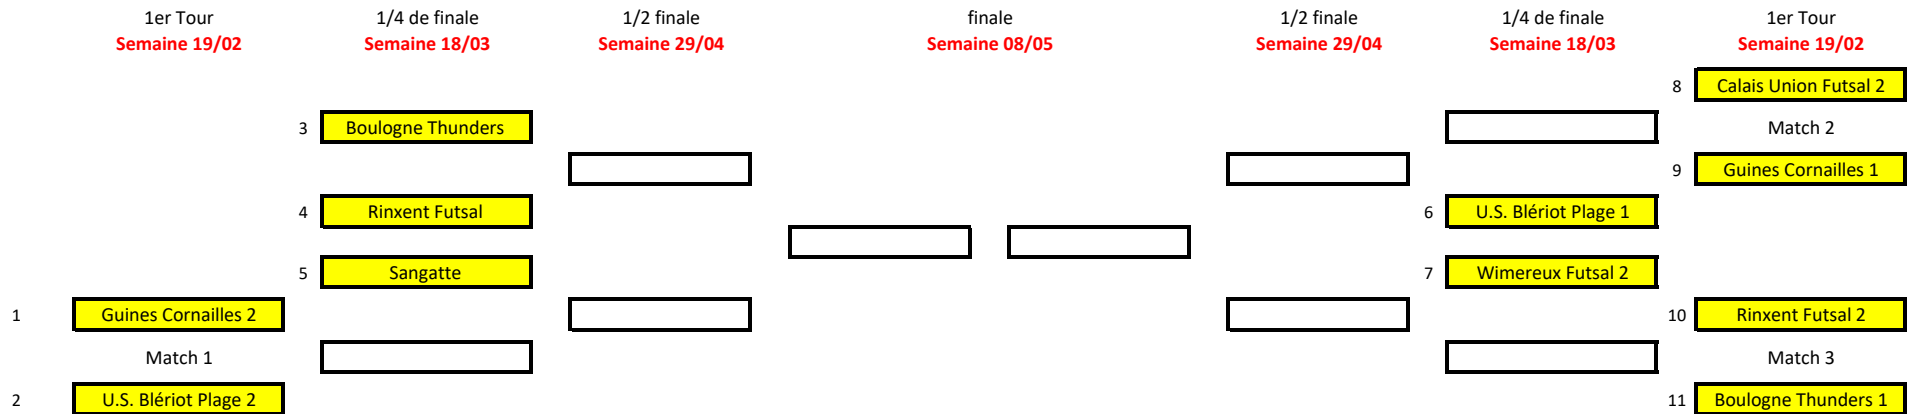 1er Tour 1/4 de finale 1/2 finale finale 1/2 finale 1/4 de finale 1er Tour
Semaine 19/02 Semaine 18/03 Semaine 29/04 Semaine 08/05 Semaine 29/04 Semaine 18/03 Semaine 19/02
8 Calais Union Futsal 2
3 Boulogne Thunders Match 2
9 Guines Cornailles 1
4 Rinxent Futsal 6 U.S. Blériot Plage 1
5 Sangatte 7 Wimereux Futsal 2
1 Guines Cornailles 2 10 Rinxent Futsal 2
Match 1 Match 3
2 U.S. Blériot Plage 2 11 Boulogne Thunders 1